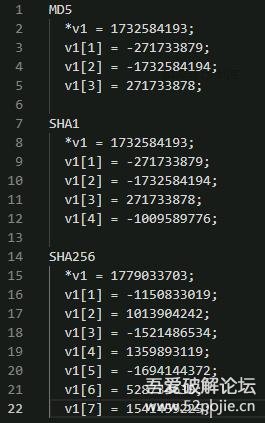 1 MD5
2 *v1 = 1732584193;
3 v1[1] = -271733879;
4 v1[2] = -1732584194;
5 v1[3] = 271733878;
6
7 SHA1
8 *v1 = 1732584193;
9 v1[1] = -271733879;
10 v1[2] = -1732584194;
11 v1[3] = 271733878;
12 v1[4] = -1009589776;
13
14 SHA256
15 *v1 = 1779033703;
16 v1[1] = -1150833019;
17 v1[2] = 1013904242;
18 v1[3] = -1521486534;
19 v1[4] = 1359893119;
20 v1[5] = -1694144372;
21 v1[6] =
22 v1[7] =
吾爱破解论坛
www.52pojie.cn